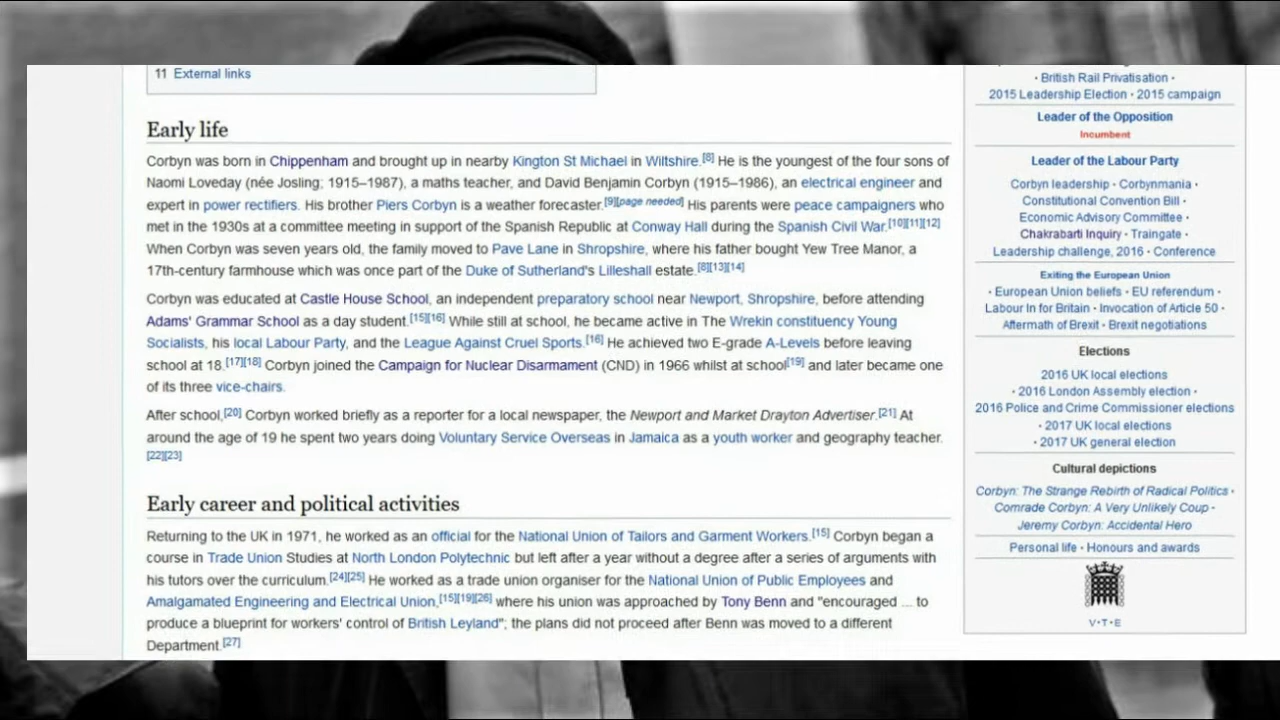 11 External links
Early life
Corbyn was born in Chippenham and brought up in nearby Kington St Michael in Wiltshire.[8] He is the youngest of the four sons of
Naomi Loveday (née Josling; 1915–1987), a maths teacher, and David Benjamin Corbyn (1915–1986), an electrical engineer and
expert in power rectifiers. His brother Piers Corbyn is a weather forecaster.[9][page needed] His parents were peace campaigners who
met in the 1930s at a committee meeting in support of the Spanish Republic at Conway Hall during the Spanish Civil War.[10][11][12]
When Corbyn was seven years old, the family moved to Pave Lane in Shropshire, where his father bought Yew Tree Manor, a
17th-century farmhouse which was once part of the Duke of Sutherland's Lilleshall estate.[8][13][14]
Corbyn was educated at Castle House School, an independent preparatory school near Newport, Shropshire, before attending
Adams' Grammar School as a day student.[15][16] While still at school, he became active in The Wrekin constituency Young
Socialists, his local Labour Party, and the League Against Cruel Sports.[16] He achieved two E-grade A-Levels before leaving
school at 18.[17][18] Corbyn joined the Campaign for Nuclear Disarmament (CND) in 1966 whilst at school[19] and later became one
of its three vice-chairs.
After school,[20] Corbyn worked briefly as a reporter for a local newspaper, the Newport and Market Drayton Advertiser.[21] At
around the age of 19 he spent two years doing Voluntary Service Overseas in Jamaica as a youth worker and geography teacher.
[22][23]
Early career and political activities
Returning to the UK in 1971, he worked as an official for the National Union of Tailors and Garment Workers.[15] Corbyn began a
course in Trade Union Studies at North London Polytechnic but left after a year without a degree after a series of arguments with
his tutors over the curriculum.[24][25] He worked as a trade union organiser for the National Union of Public Employees and
Amalgamated Engineering and Electrical Union,[15][19][26] where his union was approached by Tony Benn and "encouraged ... to
produce a blueprint for workers' control of British Leyland"; the plans did not proceed after Benn was moved to a different
Department.[27]
· British Rail Privatisation ·
2015 Leadership Election · 2015 campaign
Leader of the Opposition
Incumbent
Leader of the Labour Party
Corbyn leadership · Corbynmania ·
Constitutional Convention Bill ·
Economic Advisory Committee ·
Chakrabarti Inquiry · Traingate ·
Leadership challenge, 2016 · Conference
Exiting the European Union
· European Union beliefs · EU referendum ·
Labour In for Britain · Invocation of Article 50 ·
Aftermath of Brexit · Brexit negotiations
Elections
2016 UK local elections
· 2016 London Assembly election ·
2016 Police and Crime Commissioner elections
· 2017 UK local elections
· 2017 UK general election
Cultural depictions
Corbyn: The Strange Rebirth of Radical Politics ·
Comrade Corbyn: A Very Unlikely Coup ·
Jeremy Corbyn: Accidental Hero
Personal life · Honours and awards
V·T·E